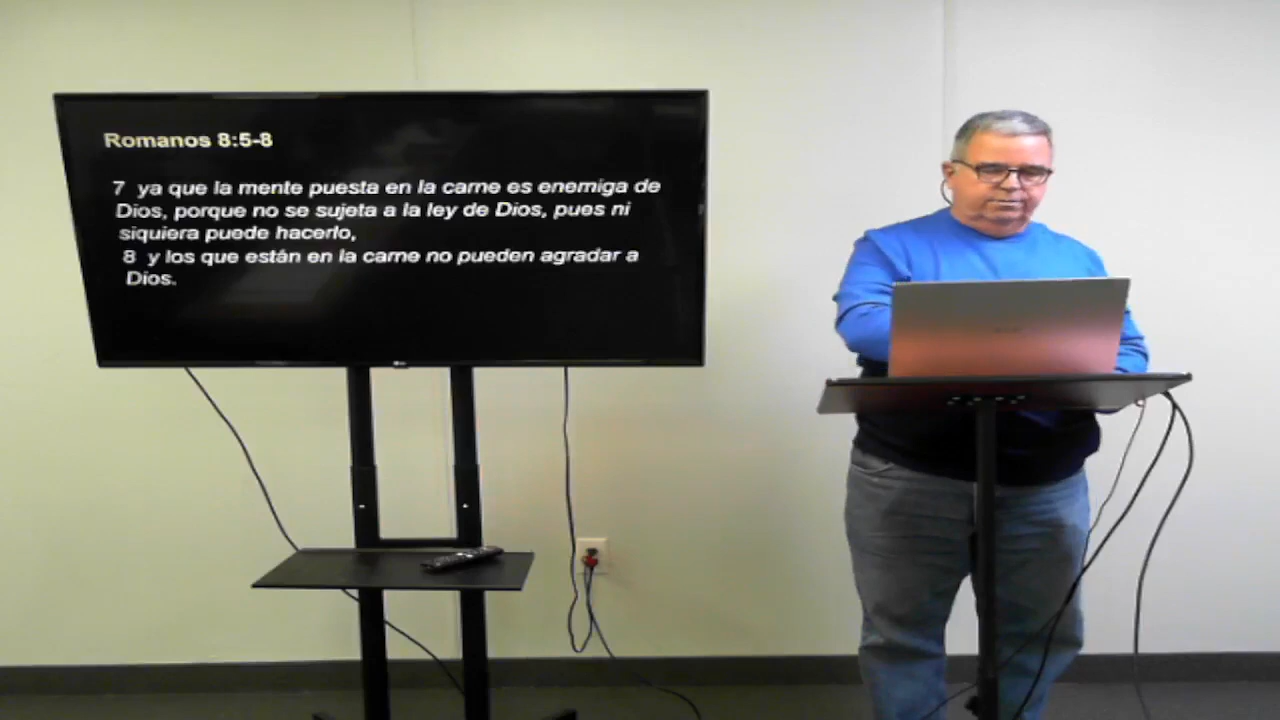 Romanos 8:5-8
7 ya que la mente puesta en la carne es enemiga de
Dios, porque no se sujeta a la ley de Dios, pues ni
siquiera puede hacerlo,
8 y los que están en la carne no pueden agradar a
Dios.